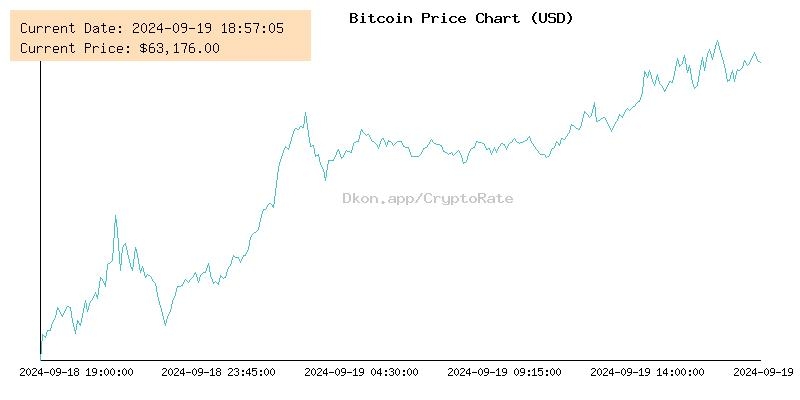 Bitcoin Price Chart (USD)
Current Date: 2024-09-19 18:57:05
Current Price: $63,176.00
Dkon.app/CryptoRate
2024-09-18 19:00:00 2024-09-18 23:45:00 2024-09-19 04:30:00 2024-09-19 09:15:00 2024-09-19 14:00:00 2024-09-19